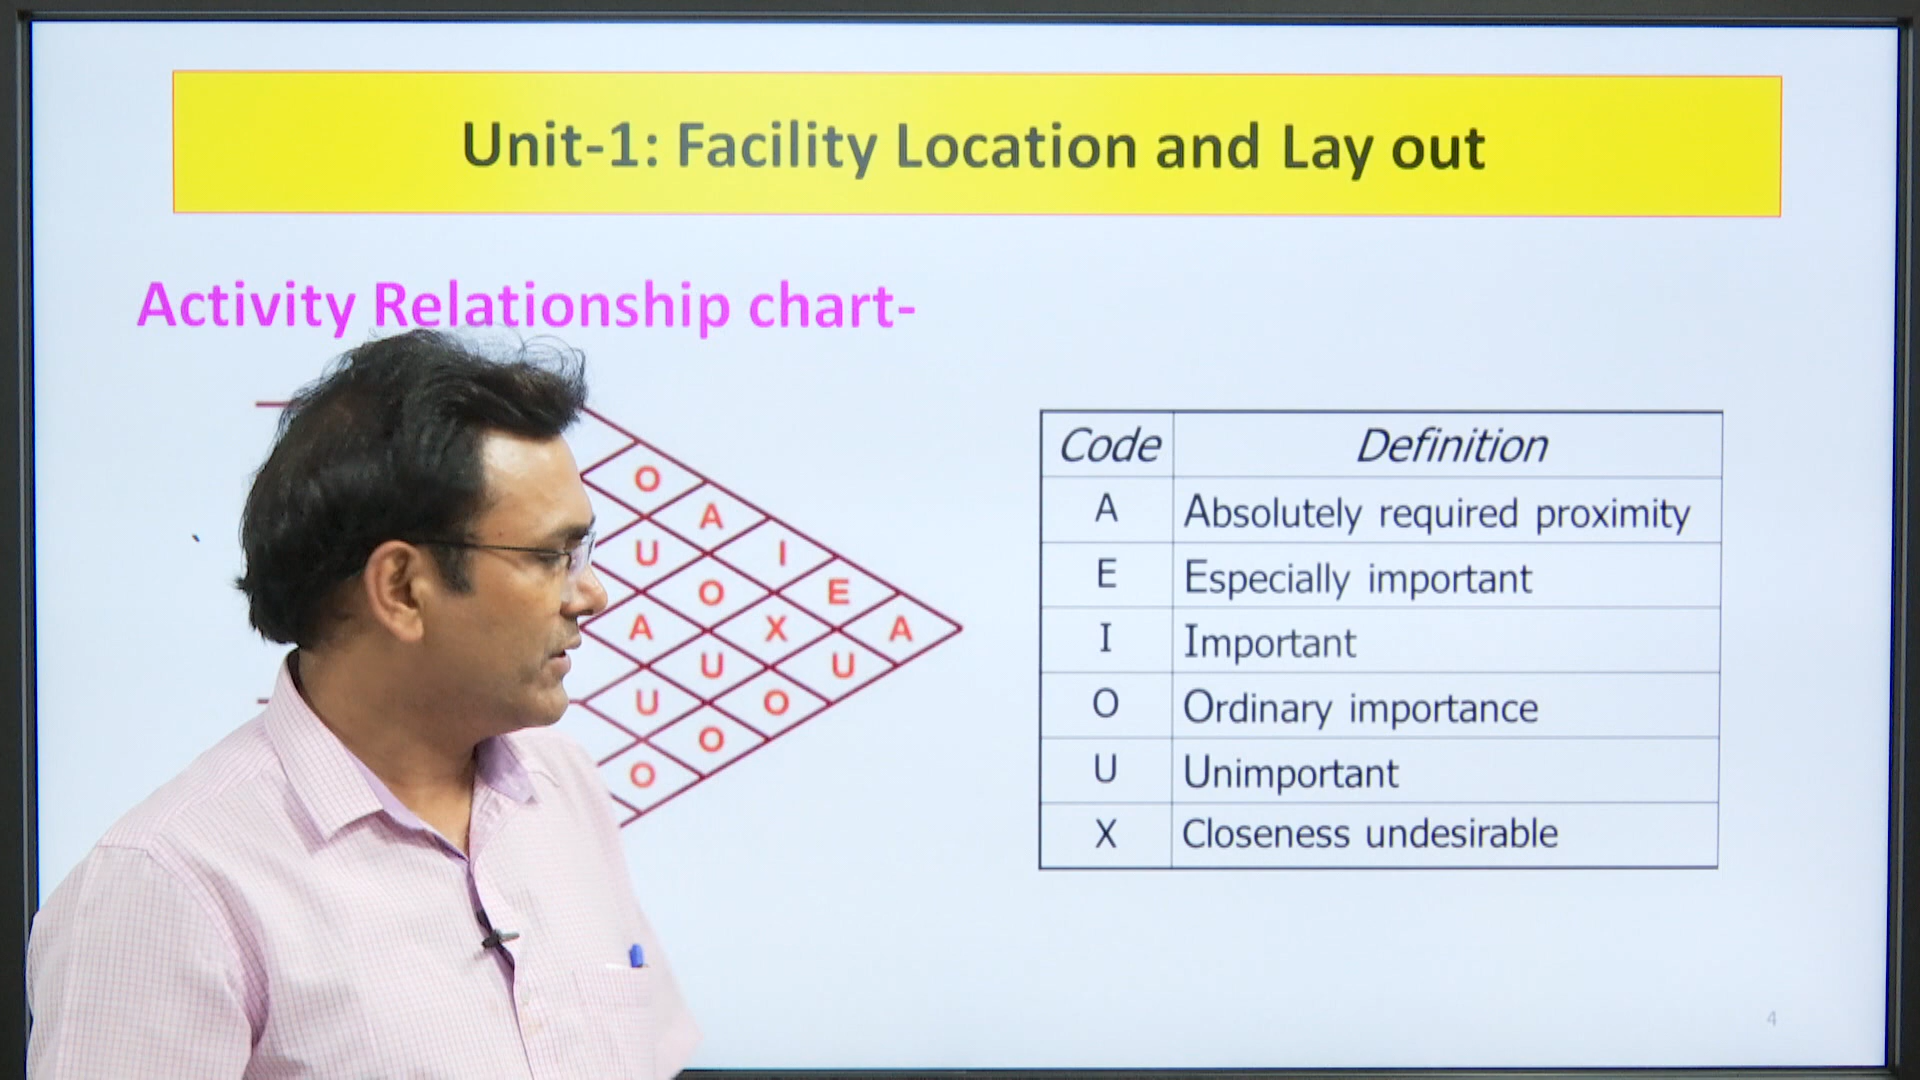 Unit-1: Facility Location and Lay out
Activity Relationship chart-
O
A
U
I
O
E
A
X
A
U
U
U
O
O
O
Code Definition
A Absolutely required proximity
E Especially important
I Important
O Ordinary importance
U Unimportant
X Closeness undesirable
4